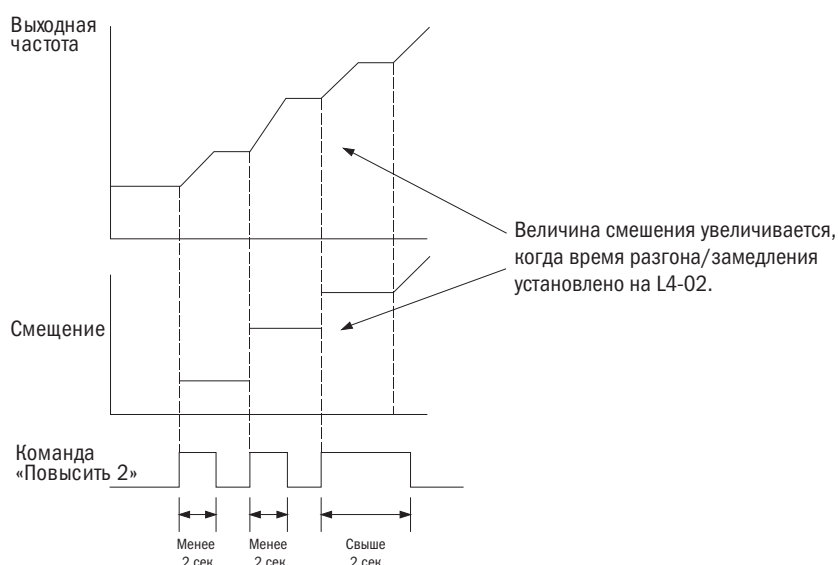 Выходная
частота
Величина смешения увеличивается,
когда время разгона/замедления
установлено на L4-02.
Смещение
Команда
«Повысить 2»
Менее
2 сек
Менее
2 сек
Свыше
2 сек